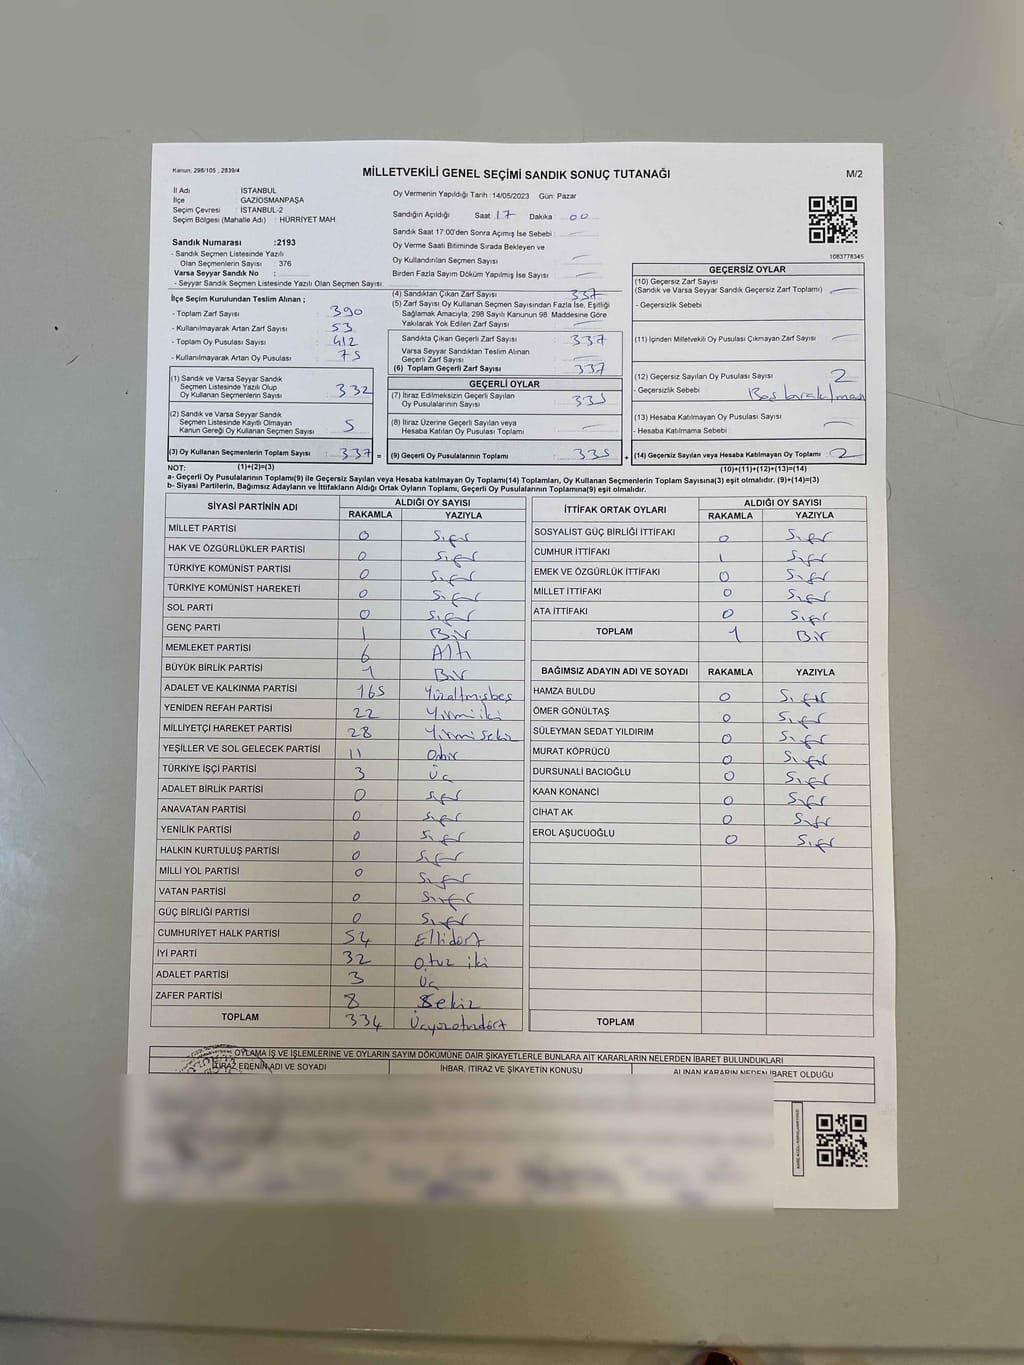 Kanun; 298/105 , 2839/4
MİLLETVEKİLİ GENEL SEÇİMİ SANDIK SONUÇ TUTANAĞI
M/2
İl Adı İSTANBUL
İlçe GAZİOSMANPAŞA
Seçim Çevresi : İSTANBUL-2
Seçim Bölgesi (Mahalle Adı) : HÜRRİYET MAH
Sandık Numarası :2193
- Sandık Seçmen Listesinde Yazılı
Olan Seçmenlerin Sayısı : 376
Varsa Seyyar Sandık No :
- Seyyar Sandık Seçmen Listesinde Yazılı Olan Seçmen Sayısı :
Oy Vermenin Yapıldığı Tarih :14/05/2023 Gün: Pazar
Sandığın Açıldığı Saat 17 Dakika : 00
Sandık Saat 17:00'den Sonra Açımış İse Sebebi :
Oy Verme Saati Bitiminde Sırada Bekleyen ve
Oy Kullandırılan Seçmen Sayısı
Birden Fazla Sayım Döküm Yapılmış İse Sayısı :
1083778345
İlçe Seçim Kurulundan Teslim Alınan ;
- Toplam Zarf Sayısı : 390
- Kullanılmayarak Artan Zarf Sayısı : 53
- Toplam Oy Pusulası Sayısı : 412
- Kullanılmayarak Artan Oy Pusulası : 75
(1) Sandık ve Varsa Seyyar Sandık
Seçmen Listesinde Yazılı Olup
Oy Kullanan Seçmenlerin Sayısı : 332
(2) Sandık ve Varsa Seyyar Sandık
Seçmen Listesinde Kayıtlı Olmayan
Kanun Gereği Oy Kullanan Seçmen Sayısı : 5
(3) Oy Kullanan Seçmenlerin Toplam Sayısı : 337 =
(4) Sandıktan Çıkan Zarf Sayısı : 337
(5) Zarf Sayısı Oy Kullanan Seçmen Sayısından Fazla İse, Eşitliği
Sağlamak Amacıyla, 298 Sayılı Kanunun 98. Maddesine Göre
Yakılarak Yok Edilen Zarf Sayısı :
Sandıkta Çıkan Geçerli Zarf Sayısı : 337
Varsa Seyyar Sandıktan Teslim Alınan
Geçerli Zarf Sayısı :
(6) Toplam Geçerli Zarf Sayısı : 337
GEÇERLİ OYLAR
(7) İtiraz Edilmeksizin Geçerli Sayılan
Oy Pusulalarının Sayısı : 335
(8) İtiraz Üzerine Geçerli Sayılan veya
Hesaba Katılan Oy Pusulası Toplamı :
(9) Geçerli Oy Pusulalarının Toplamı : 335 +
GEÇERSİZ OYLAR
(10) Geçersiz Zarf Sayısı
(Sandık ve Varsa Seyyar Sandık Geçersiz Zarf Toplamı) :
- Geçersizlik Sebebi :
(11) İçinden Milletvekili Oy Pusulası Çıkmayan Zarf Sayısı :
(12) Geçersiz Sayılan Oy Pusulası Sayısı : 2
- Geçersizlik Sebebi : Boş bırakılman
(13) Hesaba Katılmayan Oy Pusulası Sayısı :
- Hesaba Katılmama Sebebi :
(14) Geçersiz Sayılan veya Hesaba Katılmayan Oy Toplamı : 2
NOT: (1)+(2)=(3) (10)+(11)+(12)+(13)=(14)
a- Geçerli Oy Pusulalarının Toplamı(9) ile Geçersiz Sayılan veya Hesaba katılmayan Oy Toplamı(14) Toplamları, Oy Kullanan Seçmenlerin Toplam Sayısına(3) eşit olmalıdır. (9)+(14)=(3)
b- Siyasi Partilerin, Bağımsız Adayların ve İttifakların Aldığı Ortak Oyların Toplamı, Geçerli Oy Pusulalarının Toplamına(9) eşit olmalıdır.
SİYASİ PARTİNİN ADI ALDIĞI OY SAYISI
RAKAMLA YAZIYLA
MİLLET PARTİSİ 0 Sıfır
HAK VE ÖZGÜRLÜKLER PARTİSİ 0 Sıfır
TÜRKİYE KOMÜNİST PARTİSİ 0 Sıfır
TÜRKİYE KOMÜNİST HAREKETİ 0 Sıfır
SOL PARTİ 0 Sıfır
GENÇ PARTİ 1 Bir
MEMLEKET PARTİSİ 6 Altı
BÜYÜK BİRLİK PARTİSİ 1 Bir
ADALET VE KALKINMA PARTİSİ 165 Yüzaltmışbeş
YENİDEN REFAH PARTİSİ 22 Yirmiiki
MİLLİYETÇİ HAREKET PARTİSİ 28 Yirmisekiz
YEŞİLLER VE SOL GELECEK PARTİSİ 11 Onbir
TÜRKİYE İŞÇİ PARTİSİ 3 Üç
ADALET BİRLİK PARTİSİ 0 Sıfır
ANAVATAN PARTİSİ 0 Sıfır
YENİLİK PARTİSİ 0 Sıfır
HALKIN KURTULUŞ PARTİSİ 0 Sıfır
MİLLİ YOL PARTİSİ 0 Sıfır
VATAN PARTİSİ 0 Sıfır
GÜÇ BİRLİĞİ PARTİSİ 0 Sıfır
CUMHURİYET HALK PARTİSİ 54 Ellidört
İYİ PARTİ 32 Otuz iki
ADALET PARTİSİ 3 Üç
ZAFER PARTİSİ 8 Sekiz
TOPLAM 334 Üçyüzotuzdört
İTTİFAK ORTAK OYLARI ALDIĞI OY SAYISI
RAKAMLA YAZIYLA
SOSYALİST GÜÇ BİRLİĞİ İTTİFAKI 0 Sıfır
CUMHUR İTTİFAKI 1 Sıfır
EMEK VE ÖZGÜRLÜK İTTİFAKI 0 Sıfır
MİLLET İTTİFAKI 0 Sıfır
ATA İTTİFAKI 0 Sıfır
TOPLAM 1 Bir
BAĞIMSIZ ADAYIN ADI VE SOYADI RAKAMLA YAZIYLA
HAMZA BULDU 0 Sıfır
ÖMER GÖNÜLTAŞ 0 Sıfır
SÜLEYMAN SEDAT YILDIRIM 0 Sıfır
MURAT KÖPRÜCÜ 0 Sıfır
DURSUNALİ BACIOĞLU 0 Sıfır
KAAN KONANCİ 0 Sıfır
CİHAT AK 0 Sıfır
EROL AŞUCUOĞLU 0 Sıfır
TOPLAM
OYLAMA İŞ VE İŞLEMLERİNE VE OYLARIN SAYIM DÖKÜMÜNE DAİR ŞİKAYETLERLE BUNLARA AİT KARARLARIN NELERDEN İBARET BULUNDUKLARI
İTİRAZ EDENİN ADI VE SOYADI İHBAR, İTİRAZ VE ŞİKAYETİN KONUSU ALINAN KARARIN NEDEN İBARET OLDUĞU